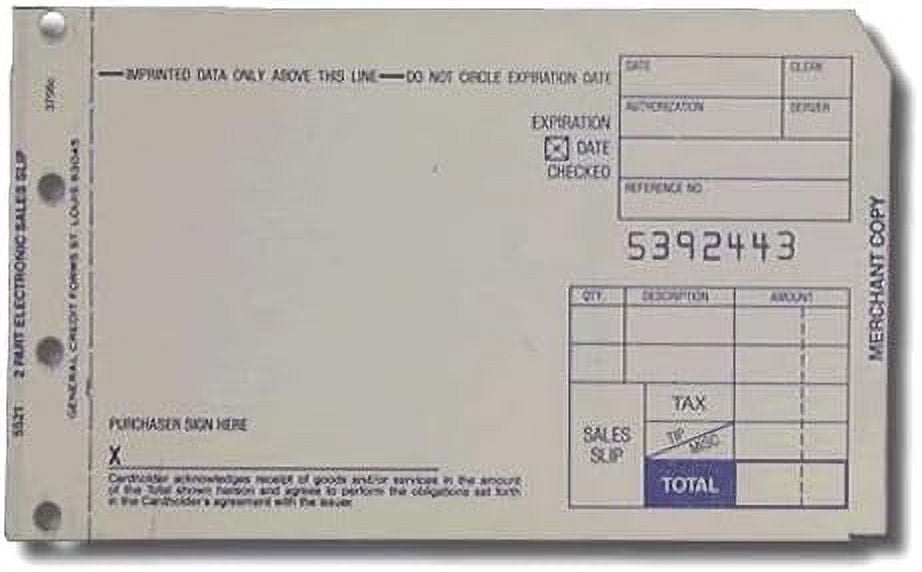 IMPRINTED DATA ONLY ABOVE THIS LINE — DO NOT CIRCLE EXPIRATION DATE
DATE CLERK
AUTHORIZATION SERVER
EXPIRATION
DATE
CHECKED
REFERENCE NO.
5392443
QTY. DESCRIPTION AMOUNT
TAX
SALES
SLIP
TIP
MISC.
TOTAL
PURCHASER SIGN HERE
X
Cardholder acknowledges receipt of goods and/or services in the amount
of the Total shown hereon and agrees to perform the obligations set forth
in the Cardholder's agreement with the issuer.
MERCHANT COPY
5521 2 PART ELECTRONIC SALES SLIP
GENERAL CREDIT FORMS ST. LOUIS 63045